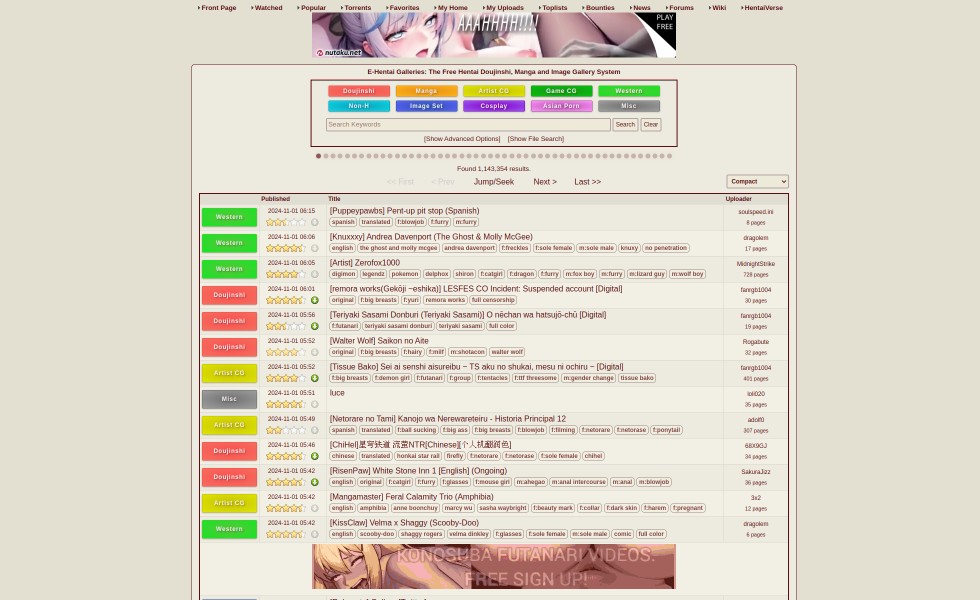 Front Page Watched Popular Torrents Favorites My Home My Uploads Toplists Bounties News Forums Wiki HentaiVerse
AAAHHHH!!!!
PLAY
FREE
nutaku.net
E-Hentai Galleries: The Free Hentai Doujinshi, Manga and Image Gallery System
Doujinshi Manga Artist CG Game CG Western
Non-H Image Set Cosplay Asian Porn Misc
Search Keywords Search Clear
[Show Advanced Options] [Show File Search]
Found 1,143,354 results.
<< First < Prev Jump/Seek Next > Last >> Compact
Published Title Uploader
Western 2024-11-01 06:15 [Puppeypawbs] Pent-up pit stop (Spanish) soulspeed.ini
spanish translated f:blowjob f:furry m:furry 8 pages
Western 2024-11-01 06:06 [Knuxxxy] Andrea Davenport (The Ghost & Molly McGee) dragolem
english the ghost and molly mcgee andrea davenport f:freckles f:sole female m:sole male knuxy no penetration 17 pages
Western 2024-11-01 06:05 [Artist] Zerofox1000 MidnightStrike
digimon legendz pokemon delphox shiron f:catgirl f:dragon f:furry m:fox boy m:furry m:lizard guy m:wolf boy 728 pages
Doujinshi 2024-11-01 06:01 [remora works(Gekōji ~eshika)] LESFES CO Incident: Suspended account [Digital] fanrgb1004
original f:big breasts f:yuri remora works full censorship 30 pages
Doujinshi 2024-11-01 05:56 [Teriyaki Sasami Donburi (Teriyaki Sasami)] O nēchan wa hatsujō-chū [Digital] fanrgb1004
f:futanari teriyaki sasami donburi teriyaki sasami full color 19 pages
Doujinshi 2024-11-01 05:52 [Walter Wolf] Saikon no Aite Rogabute
original f:big breasts f:hairy f:milf m:shotacon walter wolf 32 pages
Artist CG 2024-11-01 05:52 [Tissue Bako] Sei ai senshi aisureibu ~ TS aku no shukai, mesu ni ochiru ~ [Digital] fanrgb1004
f:big breasts f:demon girl f:futanari f:group f:tentacles f:ttf threesome m:gender change tissue bako 401 pages
Misc 2024-11-01 05:51 luce loli020
35 pages
Artist CG 2024-11-01 05:49 [Netorare no Tami] Kanojo wa Nerewareteiru - Historia Principal 12 adolf0
spanish translated f:ball sucking f:big ass f:big breasts f:blowjob f:filming f:netorare f:netorase f:ponytail 307 pages
Doujinshi 2024-11-01 05:46 [ChiHel]星穹铁道 流萤NTR[Chinese][个人机翻润色] 68X9GJ
chinese translated honkai star rail firefly f:netorare f:netorase f:sole female chihel 34 pages
Doujinshi 2024-11-01 05:42 [RisenPaw] White Stone Inn 1 [English] (Ongoing) SakuraJizz
english original f:catgirl f:furry f:glasses f:mouse girl m:ahegao m:anal intercourse m:anal m:blowjob 36 pages
Artist CG 2024-11-01 05:42 [Mangamaster] Feral Calamity Trio (Amphibia) 3x2
english amphibia anne boonchuy marcy wu sasha waybright f:beauty mark f:collar f:dark skin f:harem f:pregnant 12 pages
Western 2024-11-01 05:42 [KissClaw] Velma x Shaggy (Scooby-Doo) dragolem
english scooby-doo shaggy rogers velma dinkley f:glasses f:sole female m:sole male comic full color 6 pages
KONOSUBA FUTANARI VIDEOS.
FREE SIGN UP!